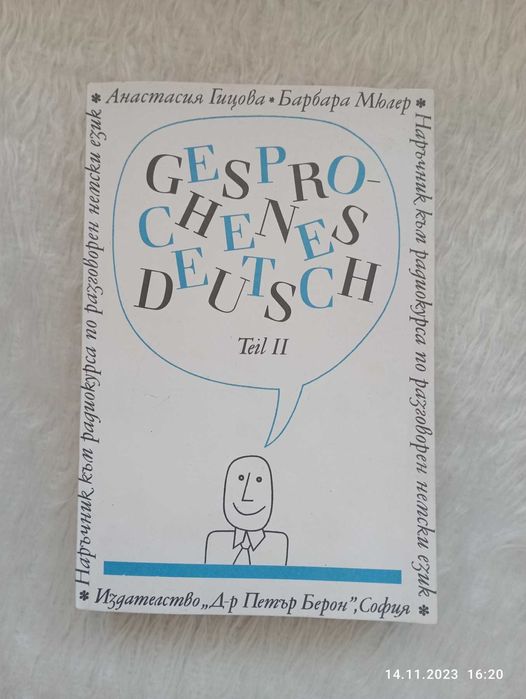 * Анастасия Гицова * Барбара Мюлер *
GESPRO-
CHENES
DEUTSCH
Teil II
Наръчник към радиокурса по разговорен немски език
Наръчник към радиокурса по разговорен немски език
* Издателство „Д-р Петър Берон”, София *
14.11.2023 16:20